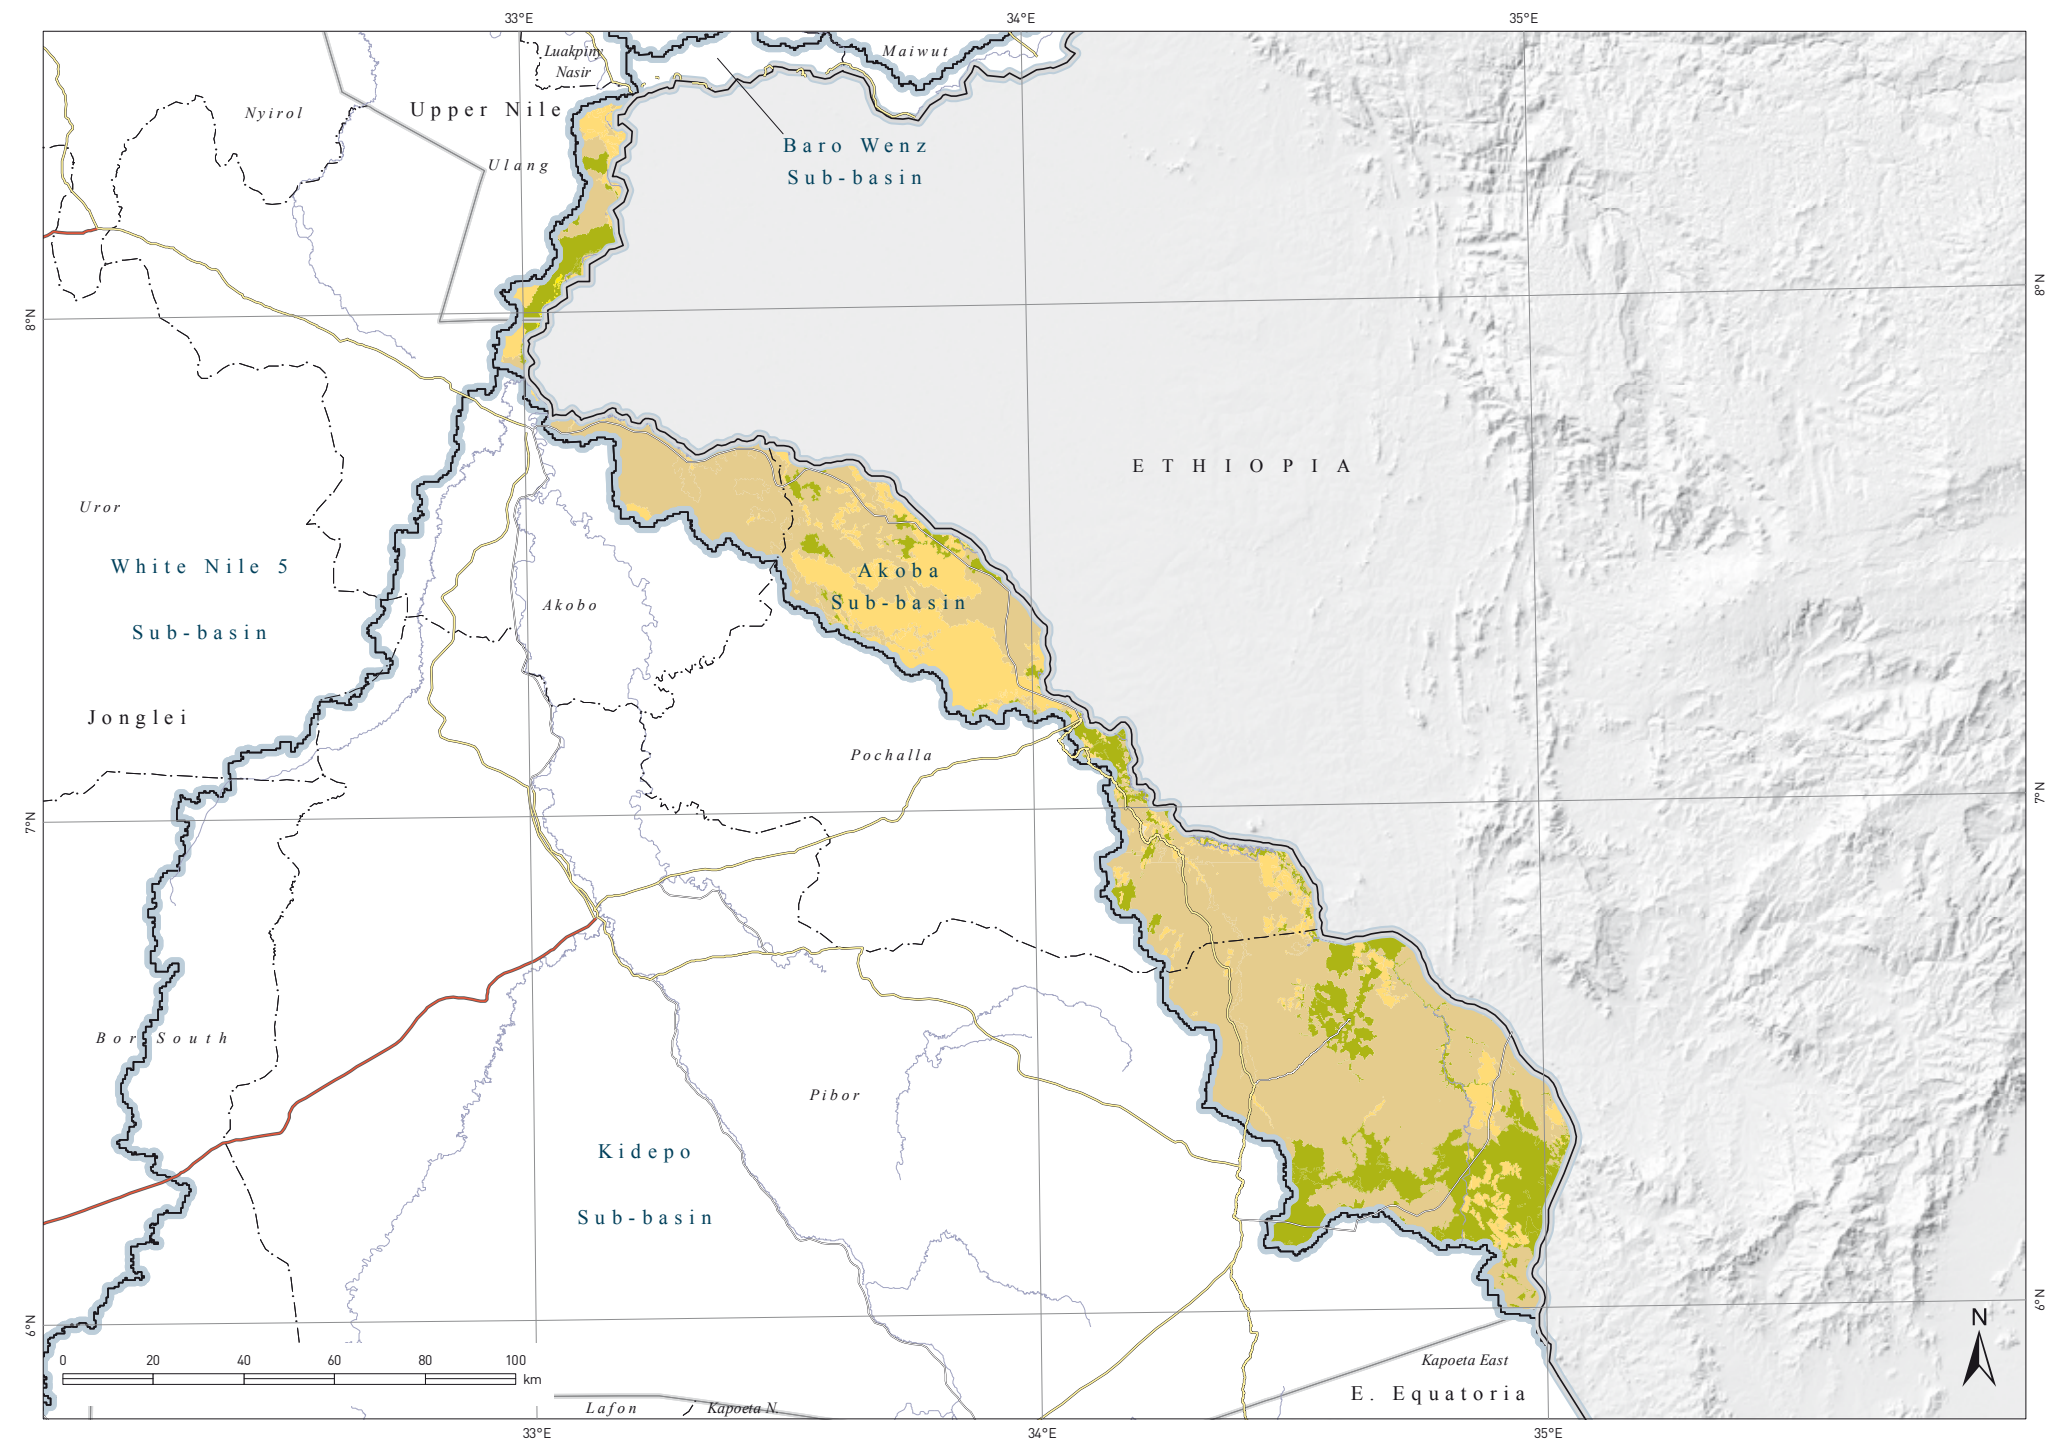 33°E
34°E
35°E
Luakpiny
Nasir
Maiwut
Nyirol
Upper Nile
Ulang
Baro Wenz
Sub-basin
8°N
8°N
ETHIOPIA
Uror
White Nile 5
Sub-basin
Akoba
Sub-basin
Akobo
Jonglei
Pochalla
7°N
7°N
Bor South
Pibor
Kidepo
Sub-basin
6°N
6°N
N
0 20 40 60 80 100
km
Kapoeta East
E. Equatoria
Lafon
Kapoeta N.
33°E
34°E
35°E